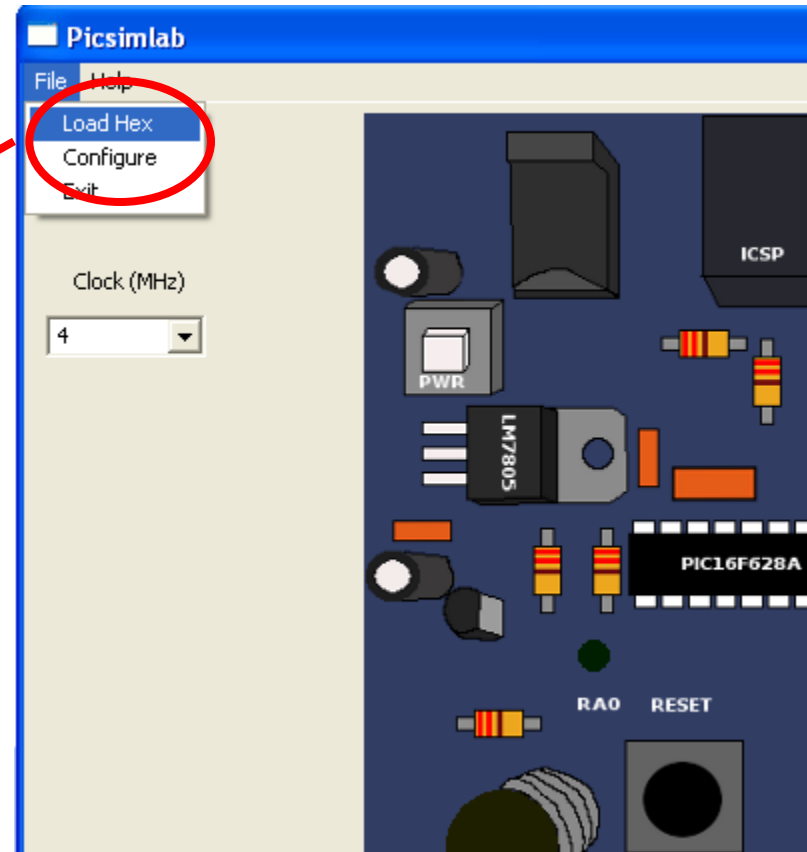 Picsimlab
File Help
Load Hex
Configure
Exit
Clock (MHz)
4
ICSP
PWR
LM7805
PIC16F628A
RA0 RESET